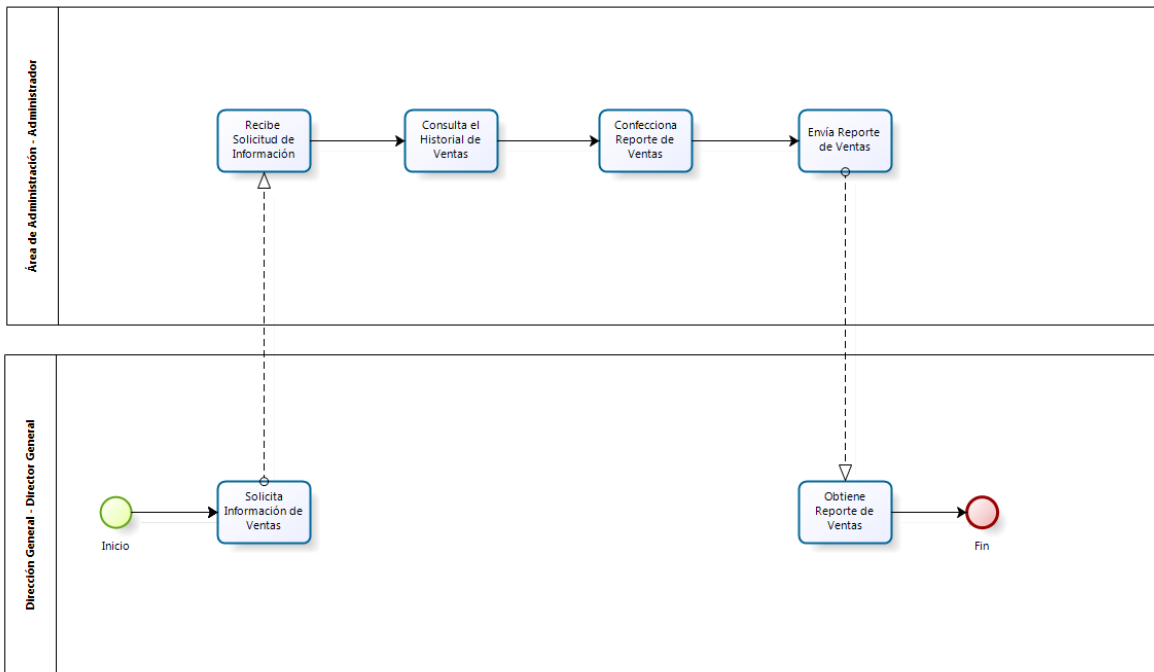 Área de Administración - Administrador
Recibe
Solicitud de
Información
Consulta el
Historial de
Ventas
Confecciona
Reporte de
Ventas
Envía Reporte
de Ventas
Dirección General - Director General
Inicio
Solicita
Información de
Ventas
Obtiene
Reporte de
Ventas
Fin